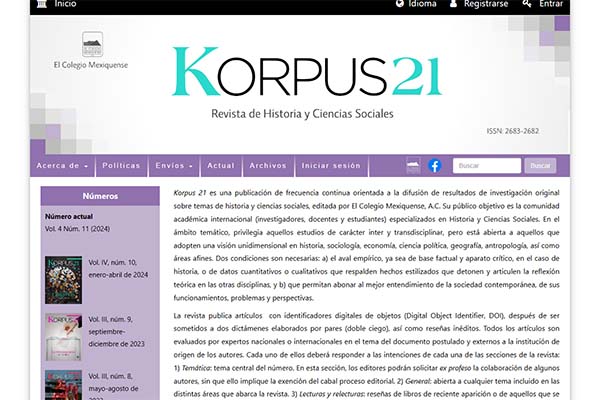 Inicio
Idioma
Registrarse
Entrar
El Colegio Mexiquense
KORPUS 21
Revista de Historia y Ciencias Sociales
ISSN: 2683-2682
Acerca de
Políticas
Envíos
Actual
Archivos
Iniciar sesión
Buscar
Buscar
Números
Número actual
Vol. 4 Núm. 11 (2024)
KORPUS 21
Vol. IV, núm. 10,
enero-abril de 2024
KORPUS 21
Vol. III, núm. 9,
septiembre-
diciembre de 2023
KORPUS 21
Vol. III, núm. 8,
mayo-agosto de
Korpus 21 es una publicación de frecuencia continua orientada a la difusión de resultados de investigación original
sobre temas de historia y ciencias sociales, editada por El Colegio Mexiquense, A.C. Su público objetivo es la comunidad
académica internacional (investigadores, docentes y estudiantes) especializados en Historia y Ciencias Sociales. En el
ámbito temático, privilegia aquellos estudios de carácter inter y transdisciplinar, pero está abierta a aquellos que
adopten una visión unidimensional en historia, sociología, economía, ciencia política, geografía, antropología, así como
áreas afines. Dos condiciones son necesarias: a) el aval empírico, ya sea de base factual y aparato crítico, en el caso de
historia, o de datos cuantitativos o cualitativos que respalden hechos estilizados que detonen y articulen la reflexión
teórica en las otras disciplinas, y b) que permitan abonar al mejor entendimiento de la sociedad contemporánea, de sus
funcionamientos, problemas y perspectivas.
La revista publica artículos con identificadores digitales de objetos (Digital Object Identifier, DOI), después de ser
sometidos a dos dictámenes elaborados por pares (doble ciego), así como reseñas inéditos. Todos los artículos son
evaluados por expertos nacionales o internacionales en el tema del documento postulado y externos a la institución de
origen de los autores. Cada uno de ellos deberá responder a las intenciones de cada una de las secciones de la revista:
1) Temática: tema central del número. En esta sección, los editores podrán solicitar ex profeso la colaboración de algunos
autores, sin que ello implique la exención del cabal proceso editorial. 2) General: abierta a cualquier tema incluido en las
distintas áreas que abarca la revista. 3) Lecturas y relecturas: reseñas de libros de reciente aparición o de aquellos que se